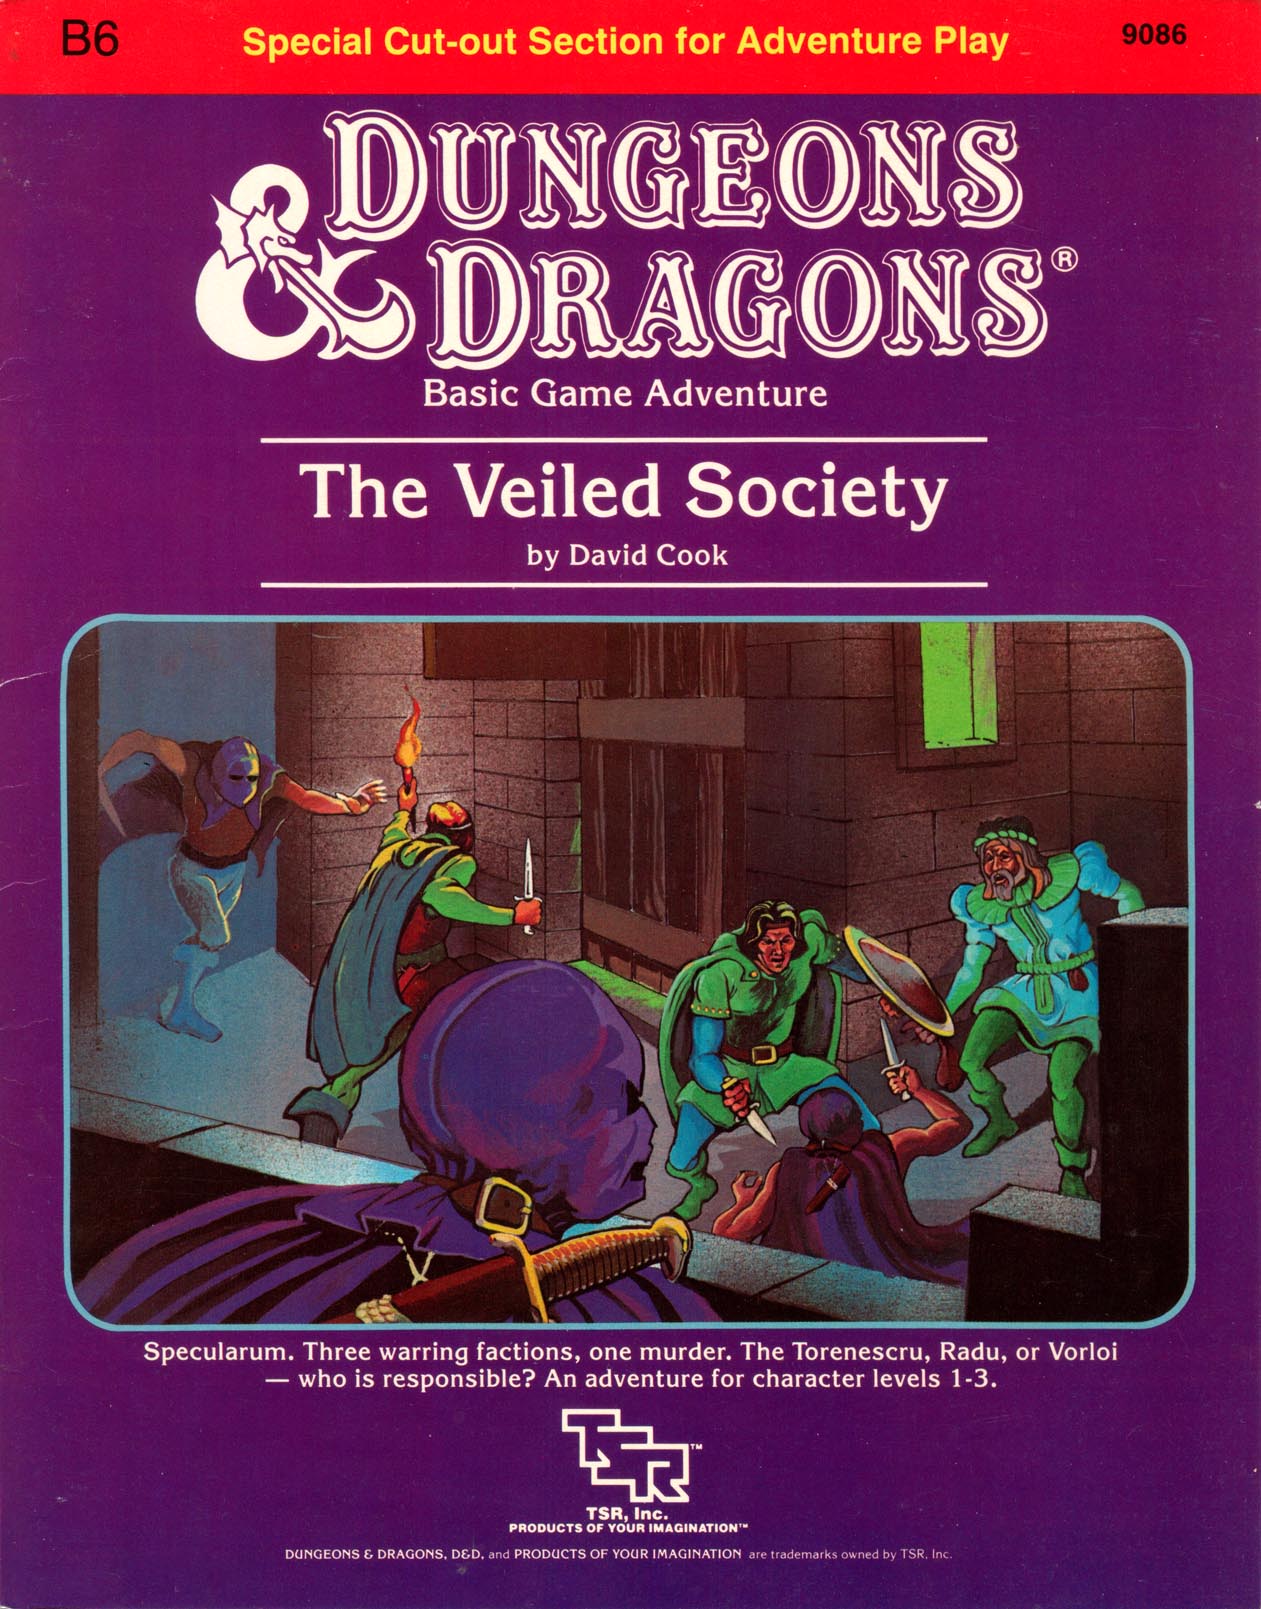 B6
Special Cut-out Section for Adventure Play
9086
DUNGEONS
& DRAGONS®
Basic Game Adventure
The Veiled Society
by David Cook
Specularum. Three warring factions, one murder. The Torenescru, Radu, or Vorloi
— who is responsible? An adventure for character levels 1-3.
TSR™
TSR, Inc.
PRODUCTS OF YOUR IMAGINATION™
DUNGEONS & DRAGONS, D&D, and PRODUCTS OF YOUR IMAGINATION are trademarks owned by TSR, Inc.